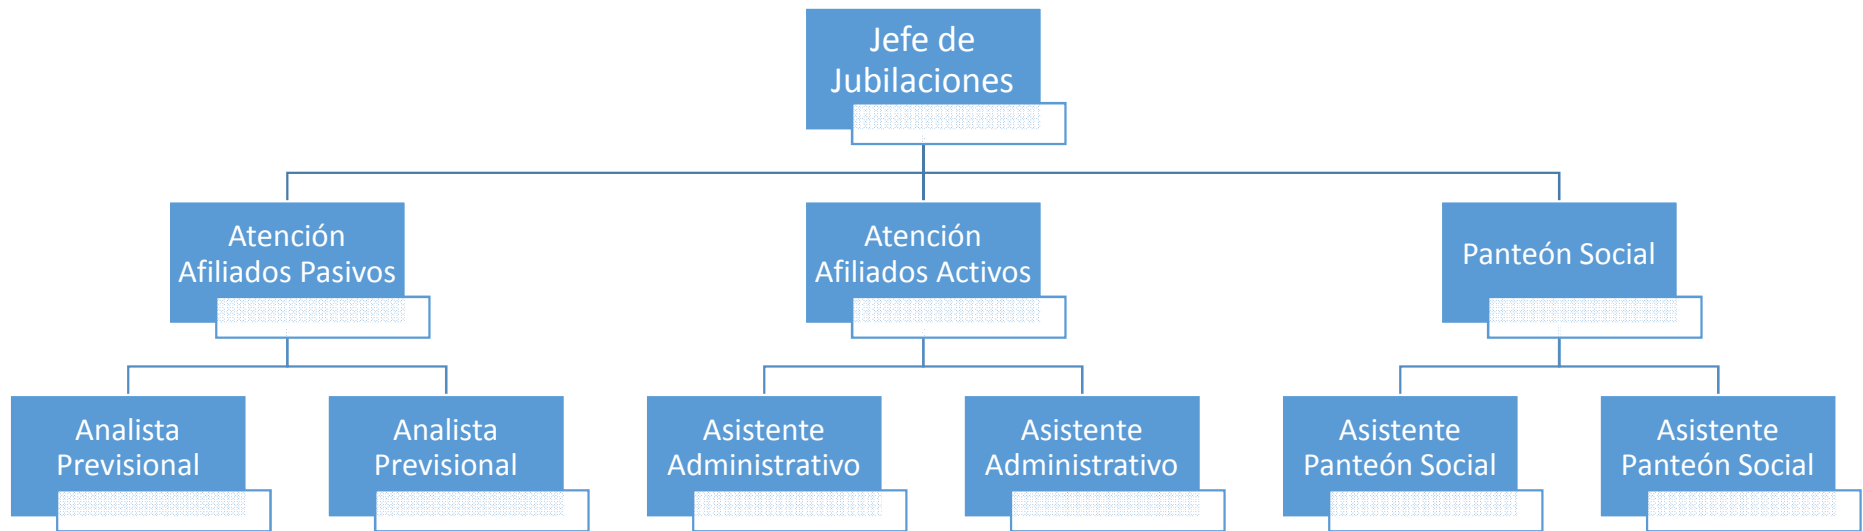 Jefe de
Jubilaciones
Atención
Afiliados Pasivos
Atención
Afiliados Activos
Panteón Social
Analista
Previsional
Analista
Previsional
Asistente
Administrativo
Asistente
Administrativo
Asistente
Panteón Social
Asistente
Panteón Social